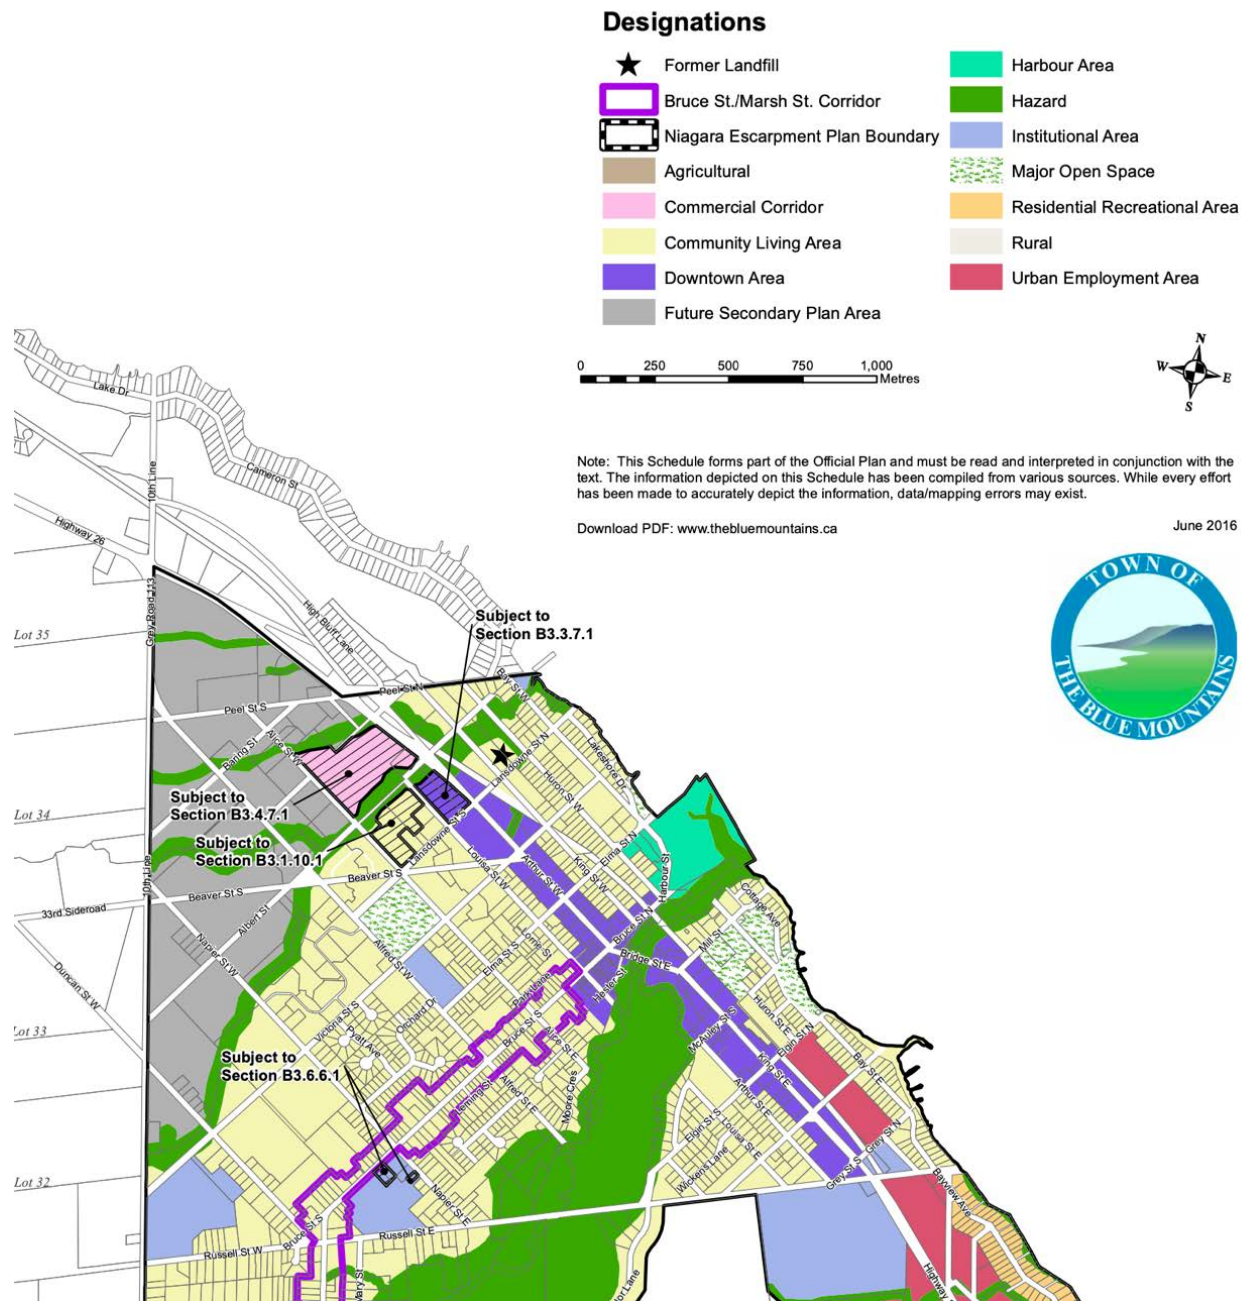 Designations
Former Landfill
Bruce St./Marsh St. Corridor
Niagara Escarpment Plan Boundary
Agricultural
Commercial Corridor
Community Living Area
Downtown Area
Future Secondary Plan Area
Harbour Area
Hazard
Institutional Area
Major Open Space
Residential Recreational Area
Rural
Urban Employment Area
0 250 500 750 1,000
Metres
N
W E
S
Note: This Schedule forms part of the Official Plan and must be read and interpreted in conjunction with the
text. The information depicted on this Schedule has been compiled from various sources. While every effort
has been made to accurately depict the information, data/mapping errors may exist.
Download PDF: www.thebluemountains.ca
June 2016
TOWN OF
THE BLUE MOUNTAINS
Lake Dr
10th Line
Cameron St
Highway 26
Grey Road 113
High Bluff Lane
Lot 35
Subject to
Section B3.3.7.1
Peel St N
Bay St W
Peel St S
Baring St
Alice St W
Lansdowne St N
Lakeshore Dr
Huron St W
Subject to
Section B3.4.7.1
Lot 34
Subject to
Section B3.1.10.1
Lansdowne St S
Louisa St W
Arthur St W
King St W
Elma St N
Harbour St
10th Line
Beaver St S
Beaver St S
33rd Sideroad
Albert St
Napier St W
Alfred St W
Elma St S
Lorne St
Bruce St N
Cottage Ave
Mill St
Bridge St E
Hester St
Duncan St W
Park Lane
Orchard Dr
Victoria St S
Pyatt Ave
Bruce St S
Alice St E
Huron St E
Elgin St N
McAuley St S
Lot 33
Subject to
Section B3.6.6.1
Bay St E
King St E
Arthur St E
Leming St
Alfred St E
Moore Cres
Elgin St S
Louisa St E
Wickens Lane
Grey St N
Grey St S
Lot 32
Napier St E
Bayview Ave
Bruce St S
Russell St W
Russell St E
Mary St
Highway